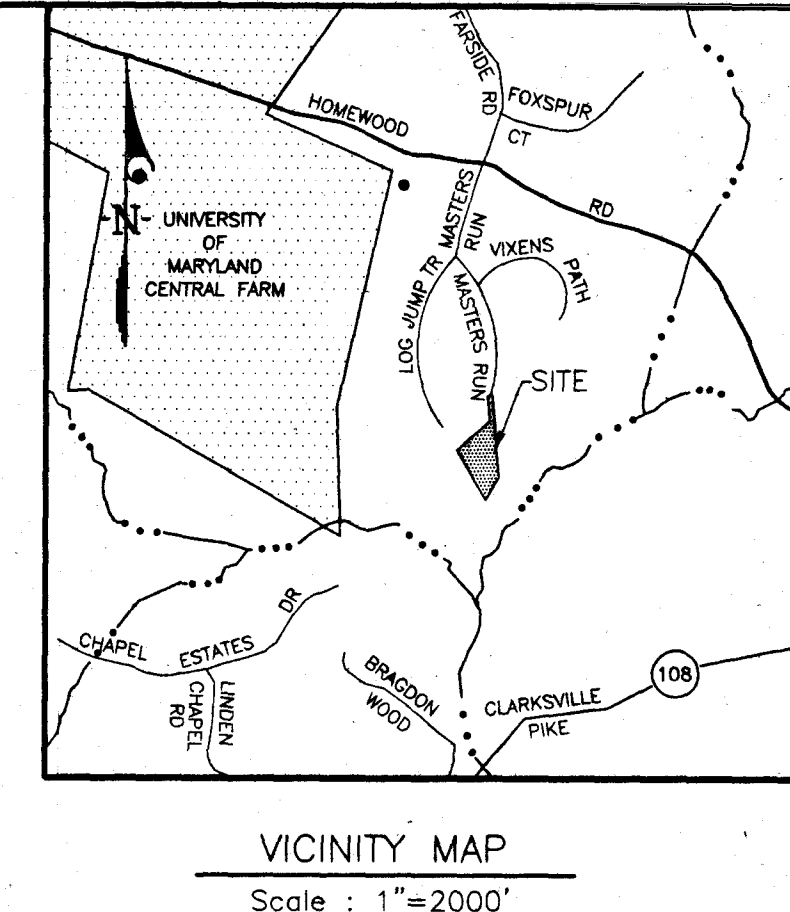 FARSIDE RD
FOXSPUR
CT
HOMEWOOD
RD
MASTERS
RUN
-N-
UNIVERSITY
OF
MARYLAND
CENTRAL FARM
VIXENS
PATH
LOG JUMP TR
MASTERS RUN
SITE
CHAPEL
ESTATES
DR
LINDEN
CHAPEL
RD
BRAGDON
WOOD
CLARKSVILLE
PIKE
108
VICINITY MAP
Scale : 1"=2000'